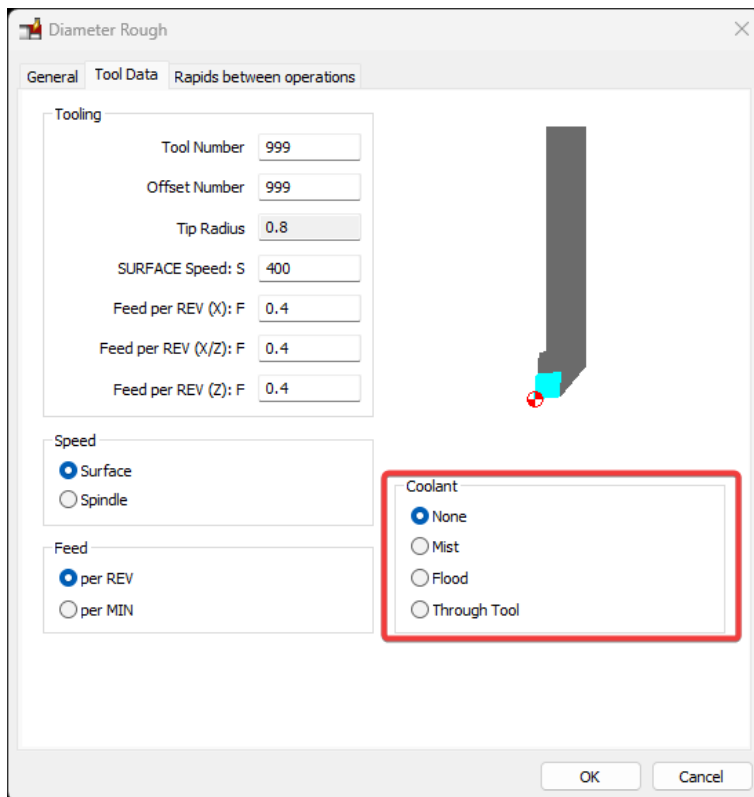 Diameter Rough
General Tool Data Rapids between operations
Tooling
Tool Number 999
Offset Number 999
Tip Radius 0.8
SURFACE Speed: S 400
Feed per REV (X): F 0.4
Feed per REV (X/Z): F 0.4
Feed per REV (Z): F 0.4
Speed
Surface
Spindle
Feed
per REV
per MIN
Coolant
None
Mist
Flood
Through Tool
OK Cancel